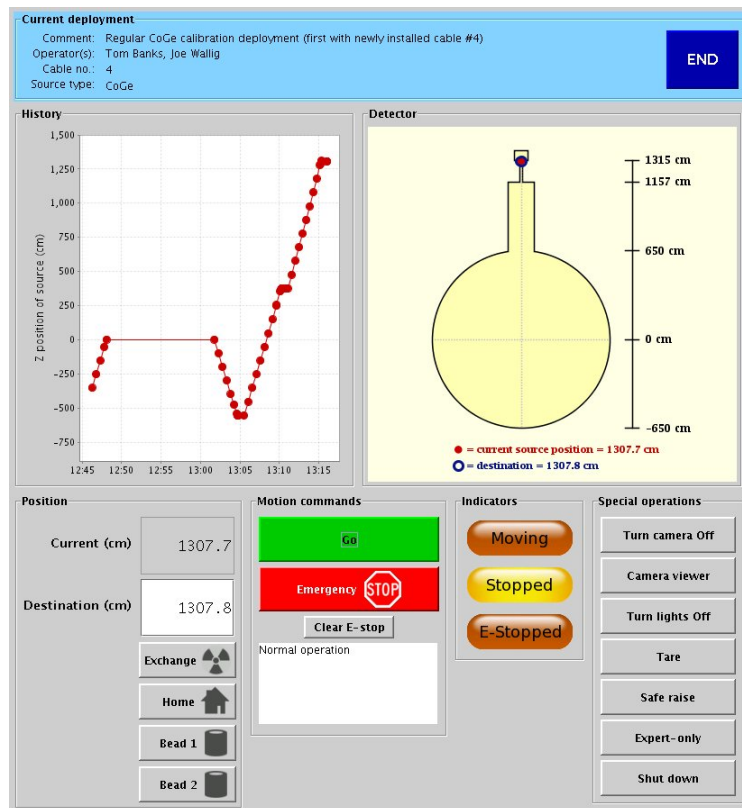 Current deployment
Comment: Regular CoGe calibration deployment (first with newly installed cable #4)
Operator(s): Tom Banks, Joe Wallig
Cable no.: 4
Source type: CoGe
END
History
1,500
1,250
1,000
750
500
250
0
-250
-500
-750
Z position of source (cm)
12:45 12:50 12:55 13:00 13:05 13:10 13:15
Detector
1315 cm
1157 cm
650 cm
0 cm
-650 cm
= current source position = 1307.7 cm
= destination = 1307.8 cm
Position
Current (cm) 1307.7
Destination (cm) 1307.8
Exchange
Home
Bead 1
Bead 2
Motion commands
Go
Emergency STOP
Clear E-stop
Normal operation
Indicators
Moving
Stopped
E-Stopped
Special operations
Turn camera Off
Camera viewer
Turn lights Off
Tare
Safe raise
Expert-only
Shut down